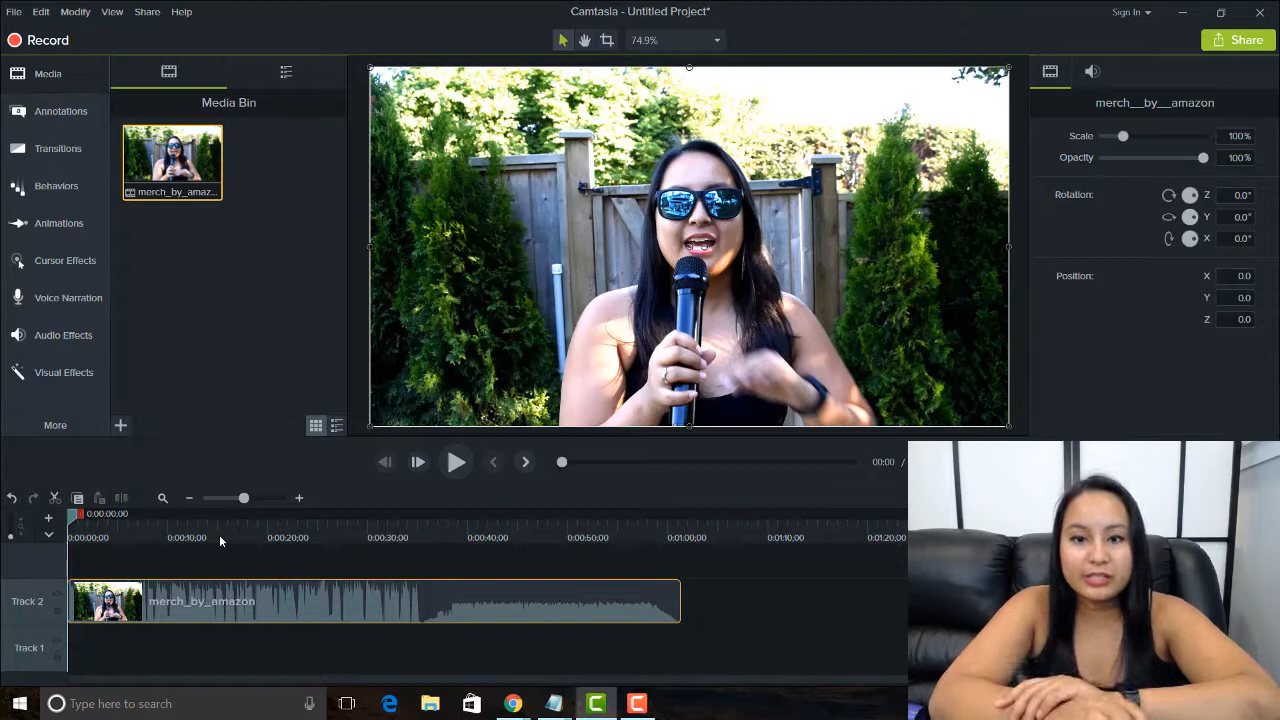 File Edit Modify View Share Help
Camtasia - Untitled Project*
Sign In
Record
74.9%
Share
Media
Annotations
Transitions
Behaviors
Animations
Cursor Effects
Voice Narration
Audio Effects
Visual Effects
More
Media Bin
merch_by_amaz...
merch__by__amazon
Scale 100%
Opacity 100%
Rotation: Z 0.0°
Y 0.0°
X 0.0°
Position: X 0.0
Y 0.0
Z 0.0
00:00 /
0:00:00;00
0:00:00;00 0:00:10;00 0:00:20;00 0:00:30;00 0:00:40;00 0:00:50;00 0:01:00;00 0:01:10;00 0:01:20;00
Track 2
merch_by_amazon
Track 1
Type here to search